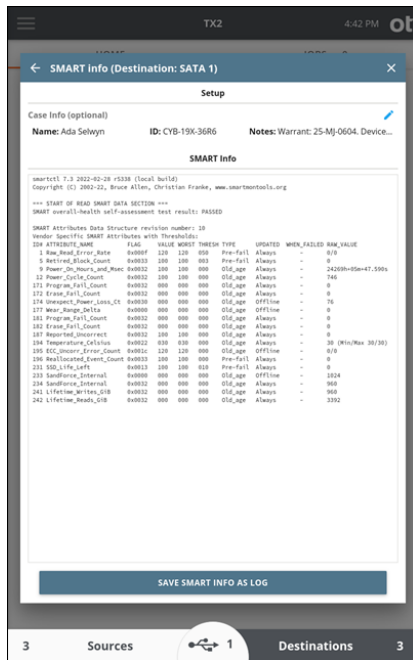 TX2
4:42 PM
ot
SMART info (Destination: SATA 1)
Setup
Case Info (optional)
Name: Ada Selwyn ID: CYB-19X-36R6 Notes: Warrant: 25-MJ-0604. Device...
SMART Info
smartctl 7.3 2022-02-28 r5338 (local build)
Copyright (C) 2002-22, Bruce Allen, Christian Franke, www.smartmontools.org
=== START OF READ SMART DATA SECTION ===
SMART overall-health self-assessment test result: PASSED
SMART Attributes Data Structure revision number: 10
Vendor Specific SMART Attributes with Thresholds:
ID# ATTRIBUTE_NAME FLAG VALUE WORST THRESH TYPE UPDATED WHEN_FAILED RAW_VALUE
1 Raw_Read_Error_Rate 0x000f 120 120 050 Pre-fail Always - 0/0
5 Retired_Block_Count 0x0033 100 100 003 Pre-fail Always - 0
9 Power_On_Hours_and_Msec 0x0032 100 100 000 Old_age Always - 24269h+05m+47.590s
12 Power_Cycle_Count 0x0032 100 100 000 Old_age Always - 746
171 Program_Fail_Count 0x0032 000 000 000 Old_age Always - 0
172 Erase_Fail_Count 0x0032 000 000 000 Old_age Always - 0
174 Unexpect_Power_Loss_Ct 0x0030 000 000 000 Old_age Offline - 76
177 Wear_Range_Delta 0x0000 000 000 000 Old_age Offline - 0
181 Program_Fail_Count 0x0032 000 000 000 Old_age Always - 0
182 Erase_Fail_Count 0x0032 000 000 000 Old_age Always - 0
187 Reported_Uncorrect 0x0032 100 100 000 Old_age Always - 0
194 Temperature_Celsius 0x0022 030 030 000 Old_age Always - 30 (Min/Max 30/30)
195 ECC_Uncorr_Error_Count 0x001c 120 120 000 Old_age Offline - 0/0
196 Reallocated_Event_Count 0x0033 100 100 000 Pre-fail Always - 0
231 SSD_Life_Left 0x0013 100 100 010 Pre-fail Always - 0
233 SandForce_Internal 0x0000 000 000 000 Old_age Offline - 1024
234 SandForce_Internal 0x0032 000 000 000 Old_age Always - 960
241 Lifetime_Writes_GiB 0x0032 000 000 000 Old_age Always - 960
242 Lifetime_Reads_GiB 0x0032 000 000 000 Old_age Always - 3392
SAVE SMART INFO AS LOG
3 Sources 1 Destinations 3